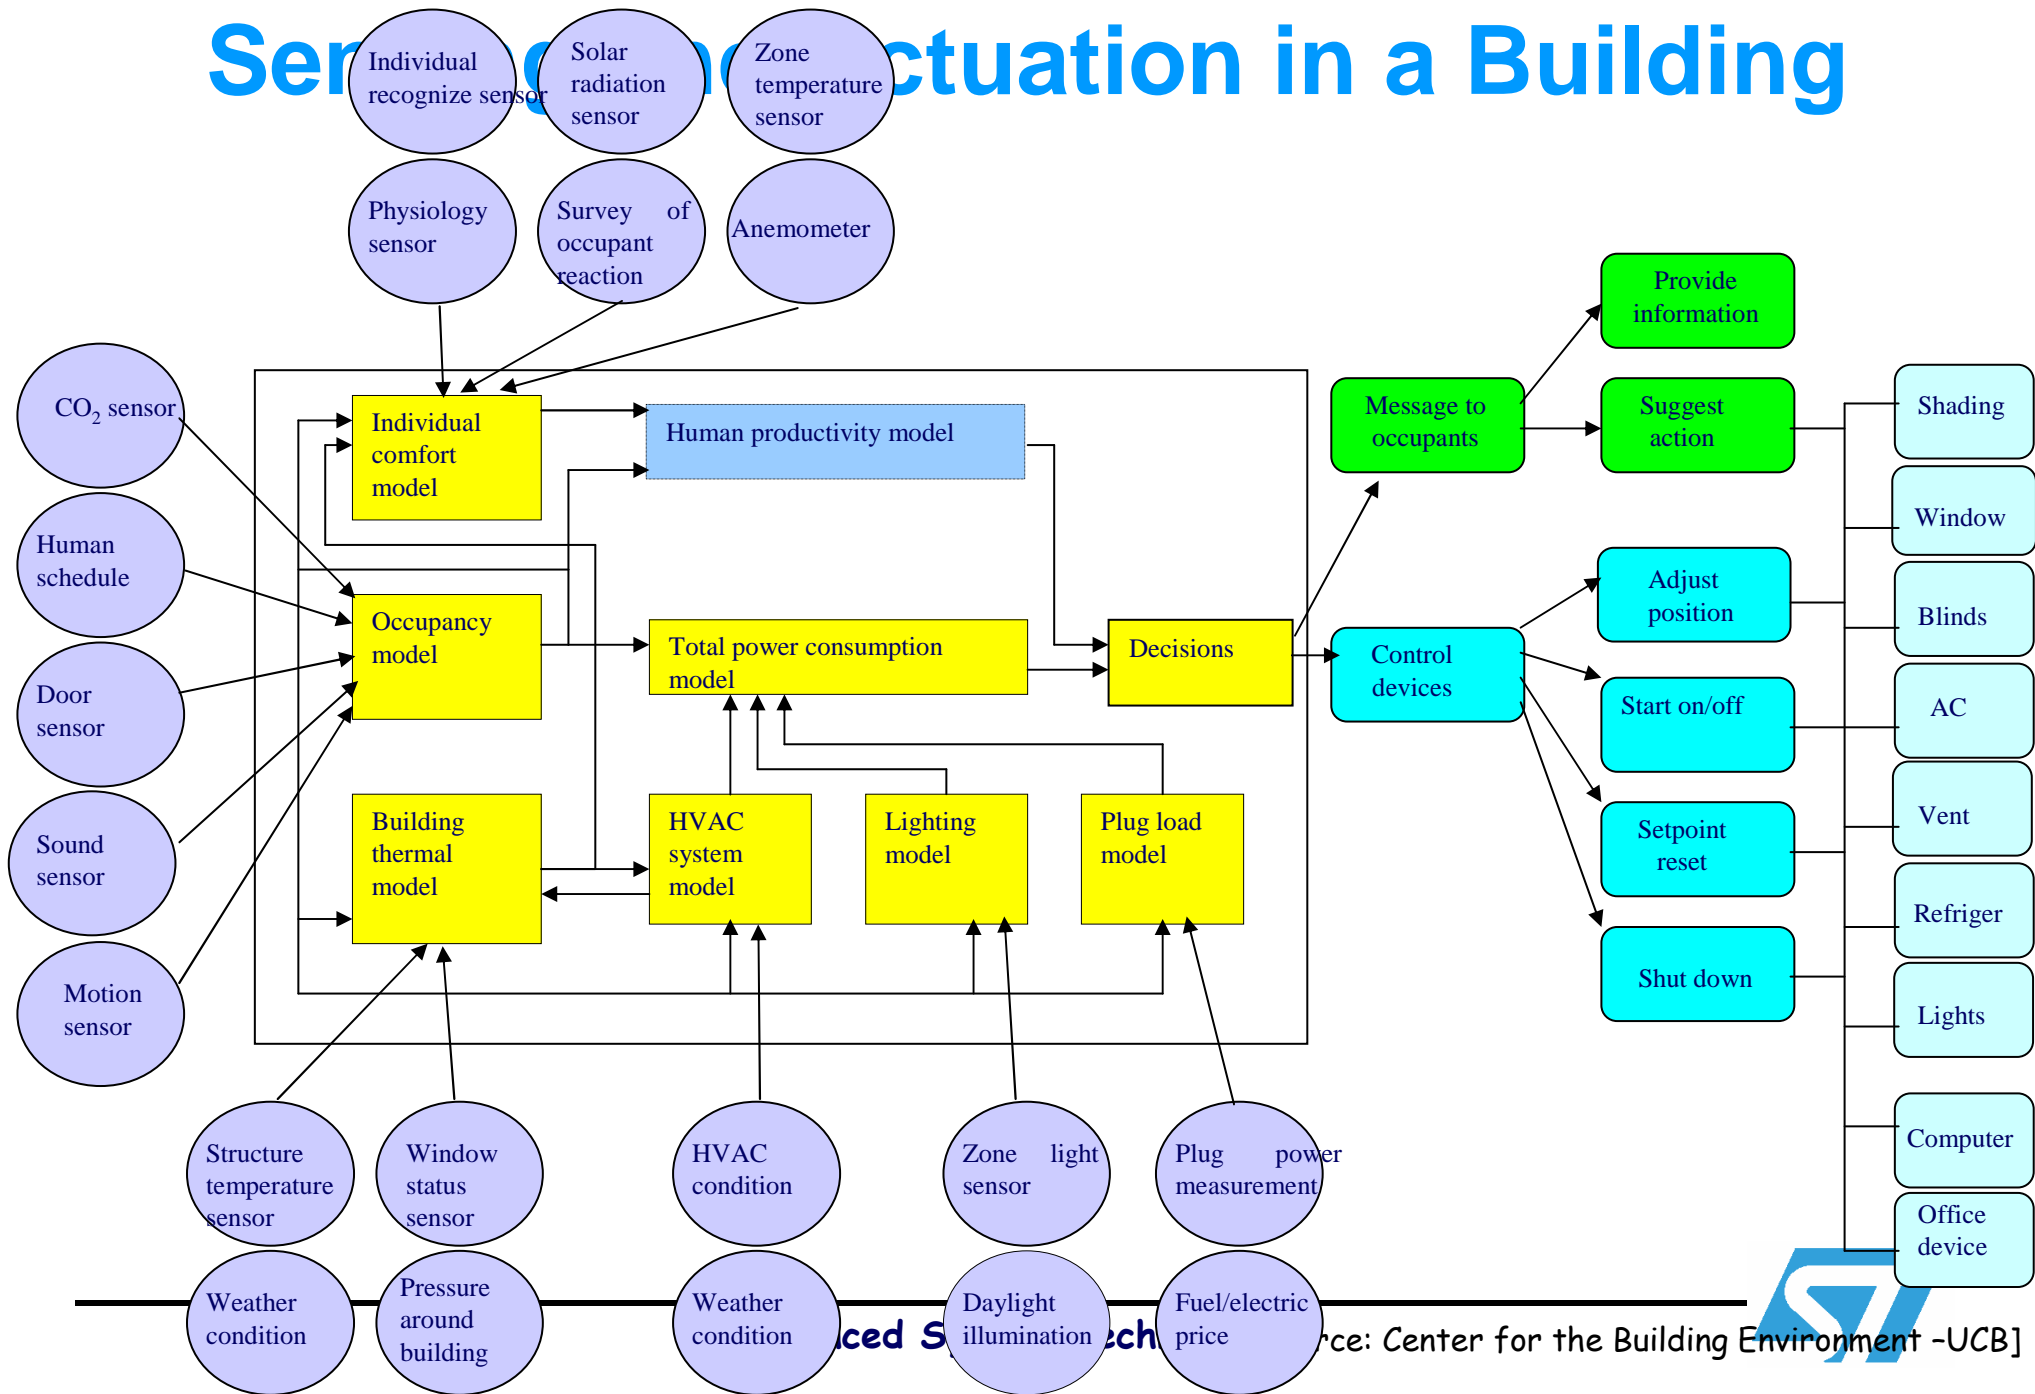 ctuation in a Building
Individual
recognize sensor
Solar
radiation
sensor
Zone
temperature
sensor
Physiology
sensor
Survey of
occupant
reaction
Anemometer
CO₂ sensor
Human
schedule
Door
sensor
Sound
sensor
Motion
sensor
Individual
comfort
model
Human productivity model
Occupancy
model
Total power consumption
model
Decisions
Building
thermal
model
HVAC
system
model
Lighting
model
Plug load
model
Message to
occupants
Provide
information
Suggest
action
Control
devices
Adjust
position
Start on/off
Setpoint
reset
Shut down
Shading
Window
Blinds
AC
Vent
Refriger
Lights
Computer
Office
device
Structure
temperature
sensor
Window
status
sensor
HVAC
condition
Zone light
sensor
Plug power
measurement
Weather
condition
Pressure
around
building
Weather
condition
Daylight
illumination
Fuel/electric
price
rce: Center for the Building Environment -UCB]
ST